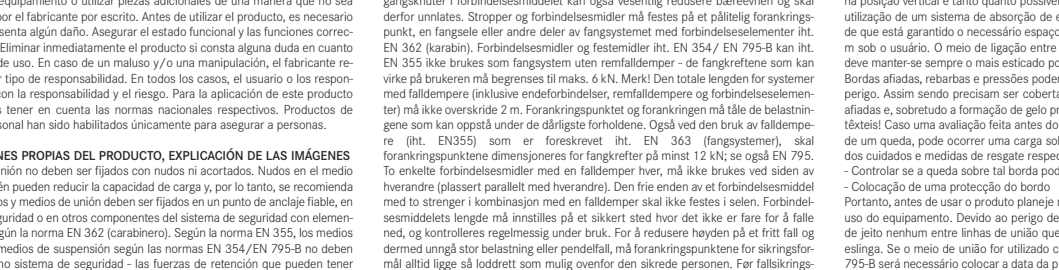 equipamiento o utilizar piezas adicionales de una manera que no sea
por el fabricante por escrito. Antes de utilizar el producto, es necesario
senta algún daño. Asegurar el estado funcional y las funciones correc-
Eliminar inmediatamente el producto si consta alguna duda en cuanto
de uso. En caso de un maluso y/o una manipulación, el fabricante re-
r tipo de responsabilidad. En todos los casos, el usuario o los respon-
con la responsabilidad y el riesgo. Para la aplicación de este producto
s tener en cuenta las normas nacionales respectivos. Productos de
sonal han sido habilitados únicamente para asegurar a personas.
NES PROPIAS DEL PRODUCTO, EXPLICACIÓN DE LAS IMÁGENES
unión no deben ser fijados con nudos ni acortados. Nudos en el medio
én pueden reducir la capacidad de carga y, por lo tanto, se recomienda
os y medios de unión deben ser fijados en un punto de anclaje fiable, en
guridad o en otros componentes del sistema de seguridad con elemen-
gún la norma EN 362 (carabinero). Según la norma EN 355, los medios
medios de suspensión según las normas EN 354/EN 795-B no deben
mo sistema de seguridad - las fuerzas de retención que pueden tener
gangsknuter i forbindelsesmiddelet kan også vesentlig redusere bæreevnen og skal
derfor unnlates. Stropper og forbindelsesmidler må festes på et pålitelig forankrings-
punkt, en fangsele eller andre deler av fangsystemet med forbindelseselementer iht.
EN 362 (karabin). Forbindelsesmidler og festemidler iht. EN 354/ EN 795-B kan iht.
EN 355 ikke brukes som fangsystem uten remfalldemper - de fangkreftene som kan
virke på brukeren må begrenses til maks. 6 kN. Merk! Den totale lengden for systemer
med falldempere (inklusive endeforbindelser, remfalldempere og forbindelseselemen-
ter) må ikke overskride 2 m. Forankringspunktet og forankringen må tåle de belastnin-
gene som kan oppstå under de dårligste forholdene. Også ved den bruk av falldempe-
re (iht. EN355) som er foreskrevet iht. EN 363 (fangsystemer), skal
forankringspunktene dimensjoneres for fangkrefter på minst 12 kN; se også EN 795.
To enkelte forbindelsesmidler med en falldemper hver, må ikke brukes ved siden av
hverandre (plassert parallelt med hverandre). Den frie enden av et forbindelsesmiddel
med to strenger i kombinasjon med en falldemper skal ikke festes i selen. Forbindel-
sesmiddelets lengde må innstilles på et sikkert sted hvor det ikke er fare for å falle
ned, og kontrolleres regelmessig under bruk. For å redusere høyden på et fritt fall og
dermed unngå stor belastning eller pendelfall, må forankringspunktene for sikringsfor-
mål alltid ligge så loddrett som mulig ovenfor den sikrede personen. Før fallsikrings-
na posição vertical e tanto quanto possível
utilização de um sistema de absorção de e
de que está garantido o necessário espaço
m sob o usuário. O meio de ligação entre
deve manter-se sempre o mais esticado po
Bordas afiadas, rebarbas e pressões poder
perigo. Assim sendo precisam ser coberta
afiadas e, sobretudo a formação de gelo pr
têxteis! Caso uma avaliação feita antes do
de um queda, pode ocorrer uma carga sol
dos cuidados e medidas de resgate respec
- Controlar se a queda sobre tal borda pod
- Colocação de uma protecção do bordo
Portanto, antes de usar o produto planeje n
uso do equipamento. Devido ao perigo de
de jeito nenhum entre linhas de união que
eslinga. Se o meio de união for utilizado c
795-B será necessário colocar a data da p